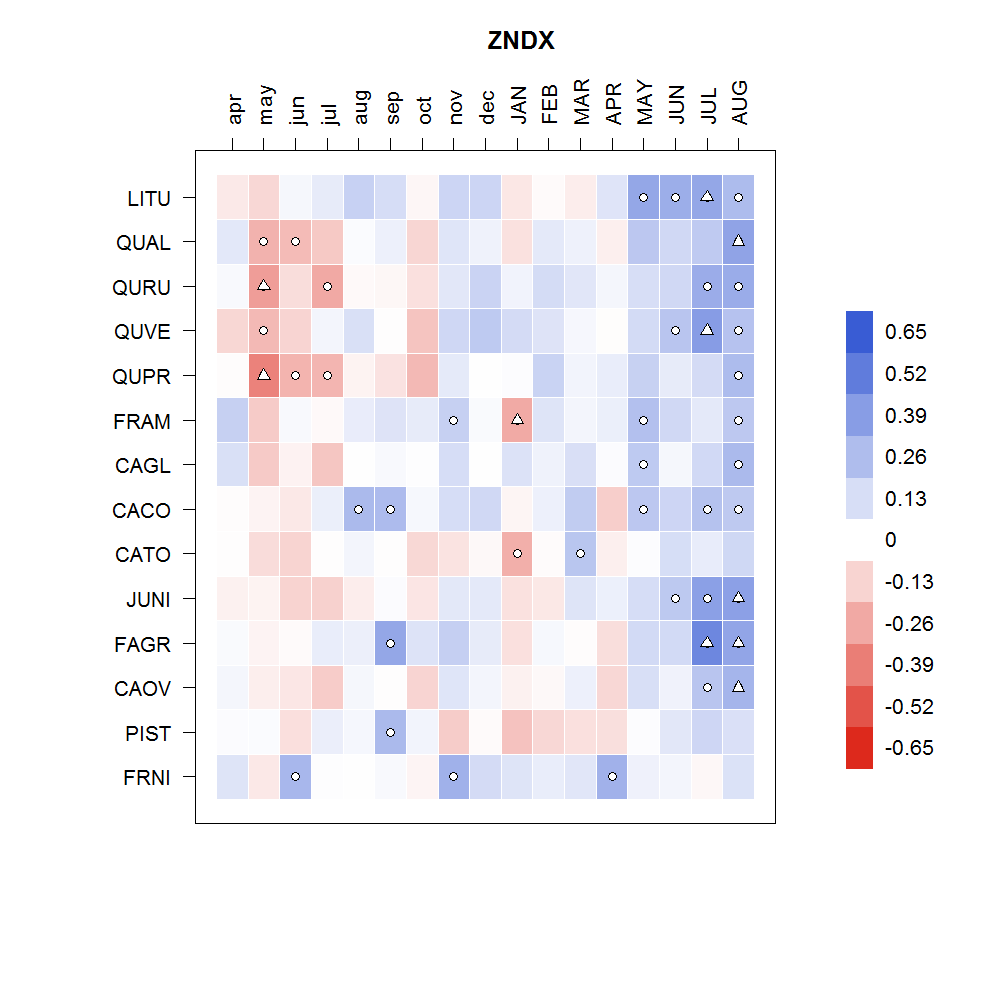 ZNDX
apr may jun jul aug sep oct nov dec JAN FEB MAR APR MAY JUN JUL AUG
LITU
QUAL
QURU
QUVE
QUPR
FRAM
CAGL
CACO
CATO
JUNI
FAGR
CAOV
PIST
FRNI
0.65
0.52
0.39
0.26
0.13
0
-0.13
-0.26
-0.39
-0.52
-0.65